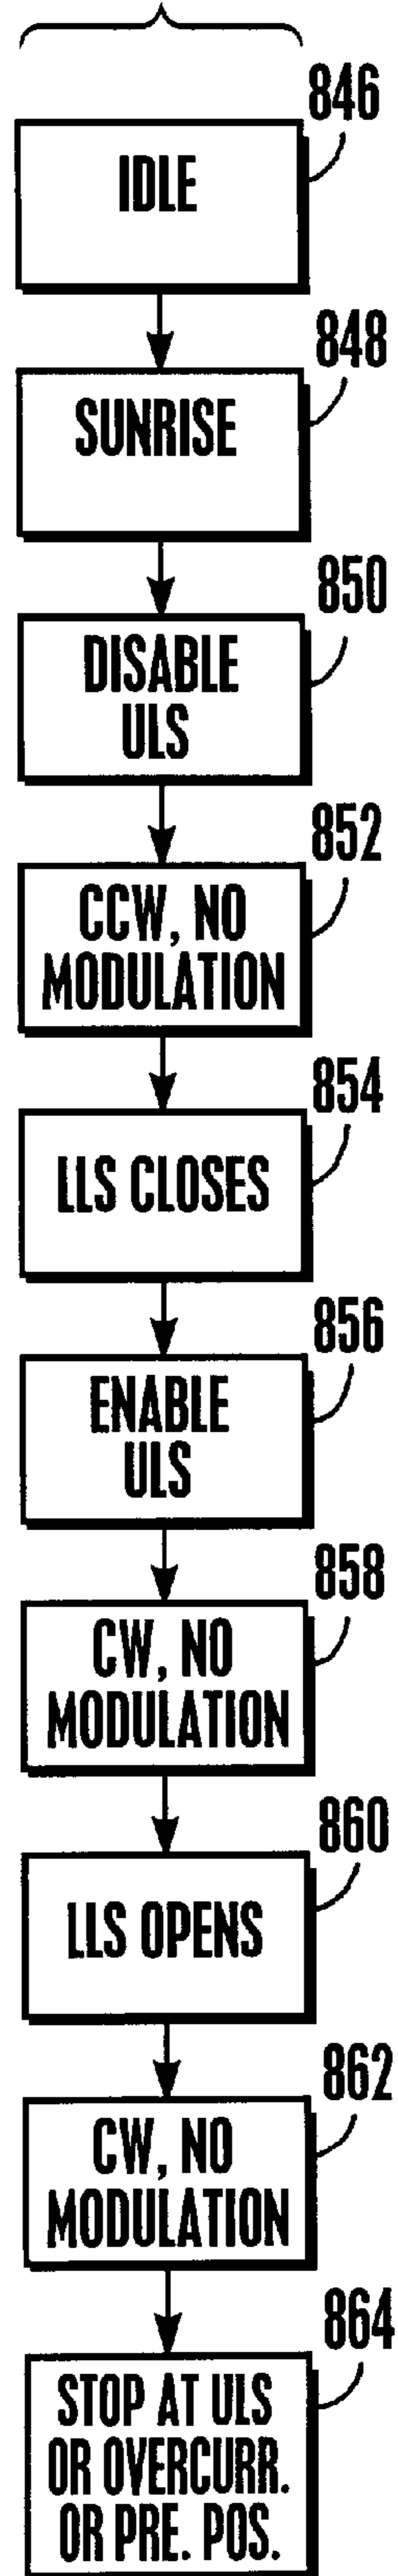 846
IDLE
848
SUNRISE
850
DISABLE
ULS
852
CCW, NO
MODULATION
854
LLS CLOSES
856
ENABLE
ULS
858
CW, NO
MODULATION
860
LLS OPENS
862
CW, NO
MODULATION
864
STOP AT ULS
OR OVERCURR.
OR PRE. POS.